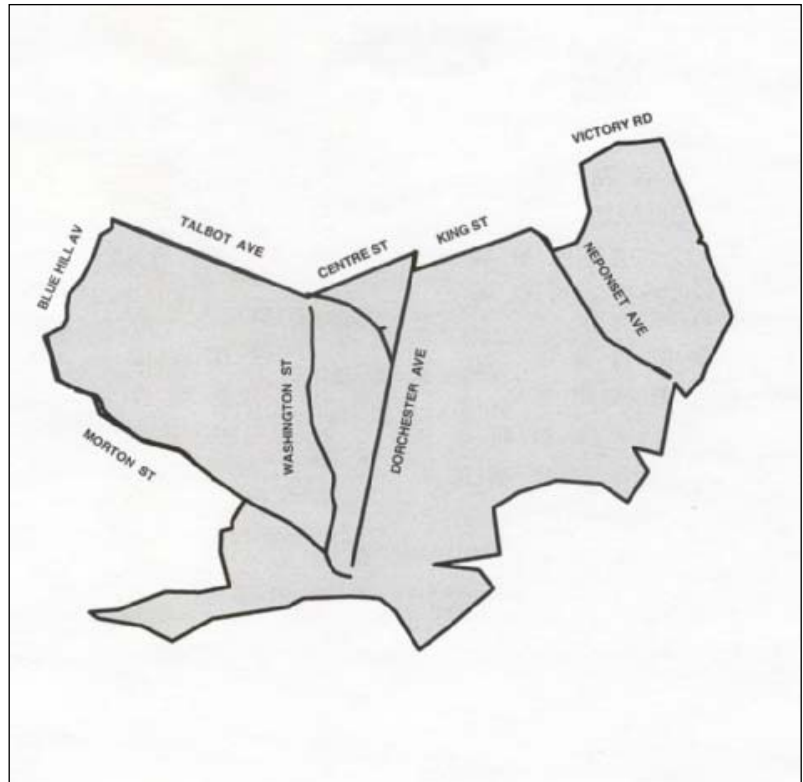 VICTORY RD
TALBOT AVE
CENTRE ST
KING ST
BLUE HILL AV
NEPONSET AVE
WASHINGTON ST
DORCHESTER AVE
MORTON ST